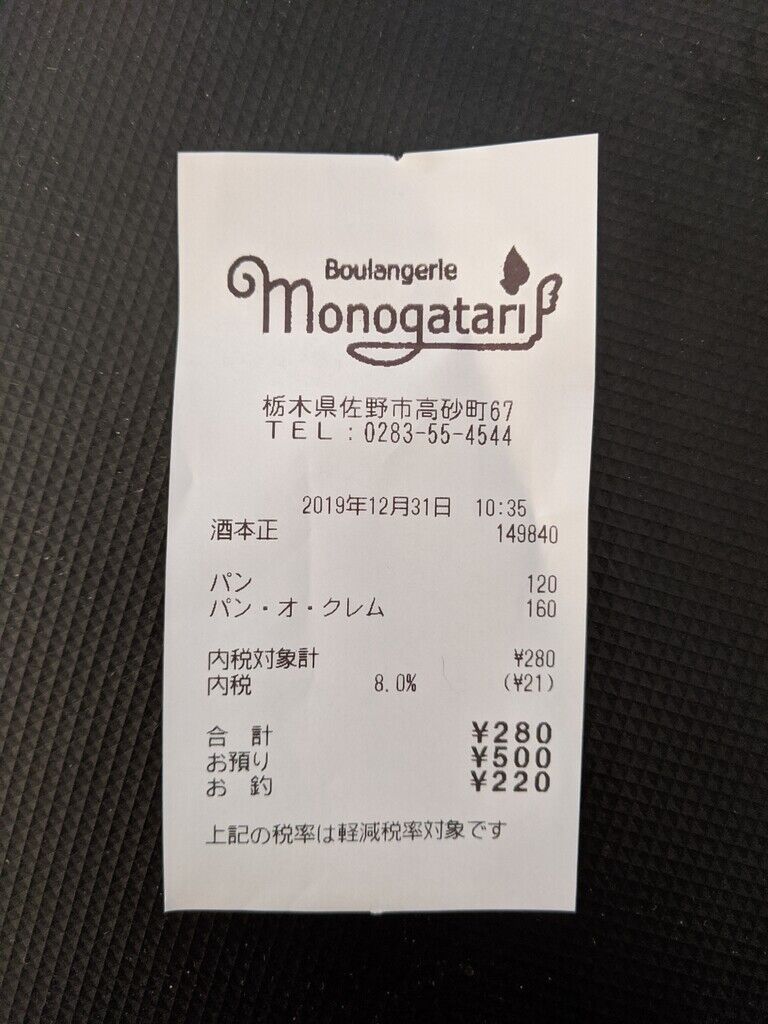 Boulangerie
Monogatari
栃木県佐野市高砂町67
TEL:0283-55-4544
2019年12月31日 10:35
酒本正 149840
パン 120
パン・オ・クレム 160
内税対象計 ¥280
内税 8.0% (¥21)
合 計 ¥280
お預り ¥500
お 釣 ¥220
上記の税率は軽減税率対象です